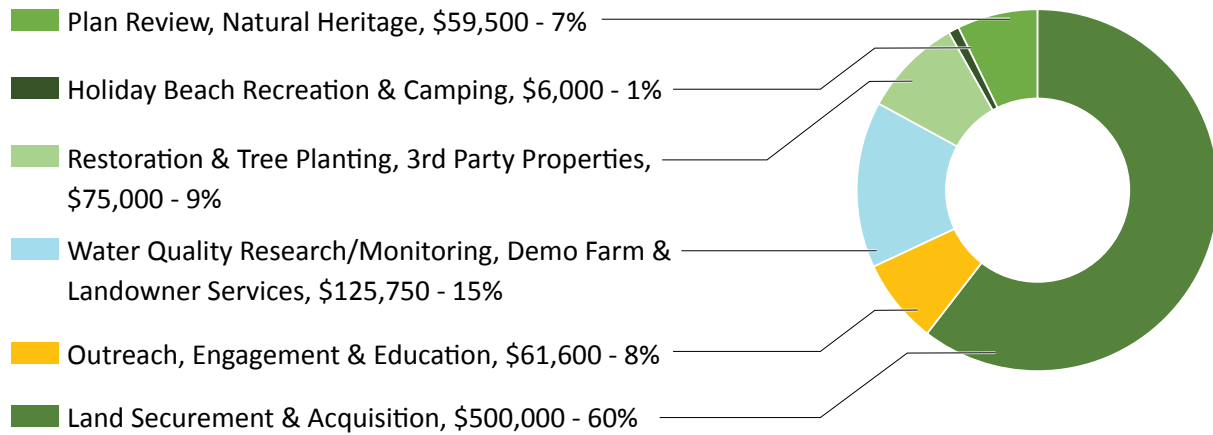 Plan Review, Natural Heritage, $59,500 - 7%
Holiday Beach Recreation & Camping, $6,000 - 1%
Restoration & Tree Planting, 3rd Party Properties,
$75,000 - 9%
Water Quality Research/Monitoring, Demo Farm &
Landowner Services, $125,750 - 15%
Outreach, Engagement & Education, $61,600 - 8%
Land Securement & Acquisition, $500,000 - 60%